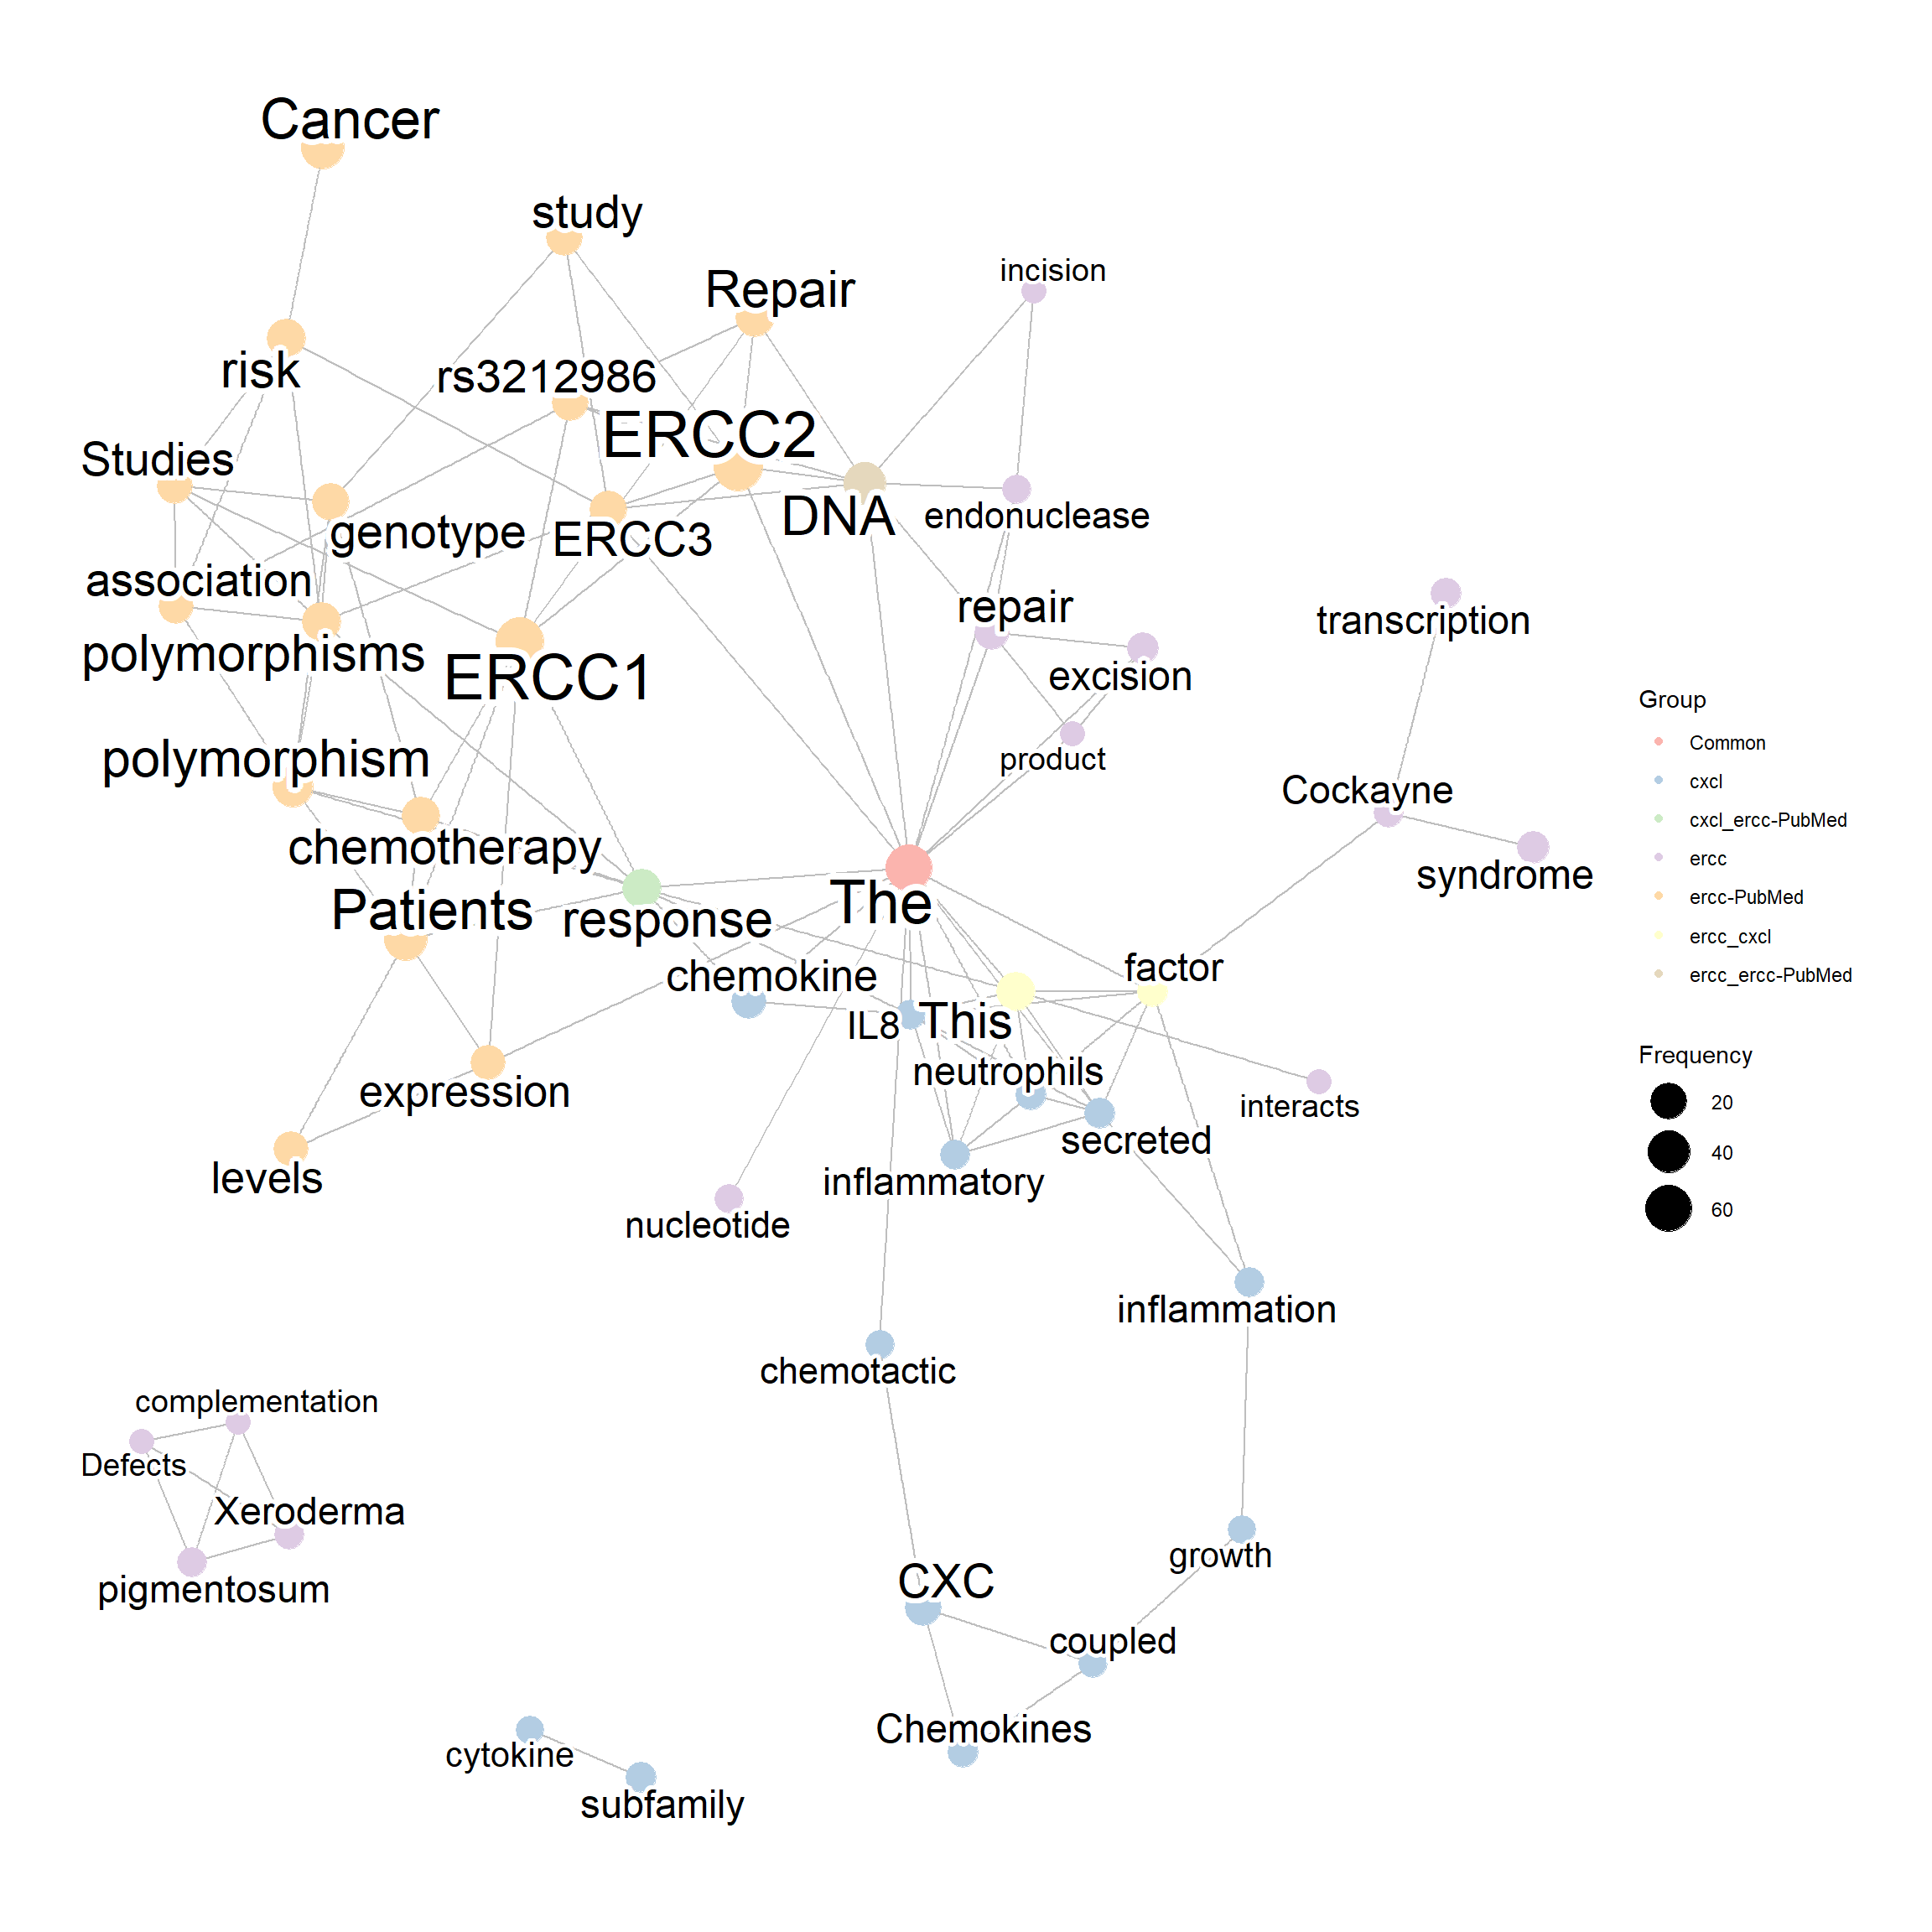 Cancer
study
Repair
incision
risk
rs3212986
ERCC2
Studies
DNA
genotype
ERCC3
endonuclease
association
repair
transcription
polymorphisms
ERCC1
excision
polymorphism
product
Cockayne
chemotherapy
syndrome
Patients
response
The
chemokine
factor
IL8
This
neutrophils
expression
interacts
secreted
levels
inflammatory
nucleotide
inflammation
chemotactic
complementation
Defects
Xeroderma
pigmentosum
growth
CXC
coupled
Chemokines
cytokine
subfamily
Group
Common
cxcl
cxcl_ercc-PubMed
ercc
ercc-PubMed
ercc_cxcl
ercc_ercc-PubMed
Frequency
20
40
60